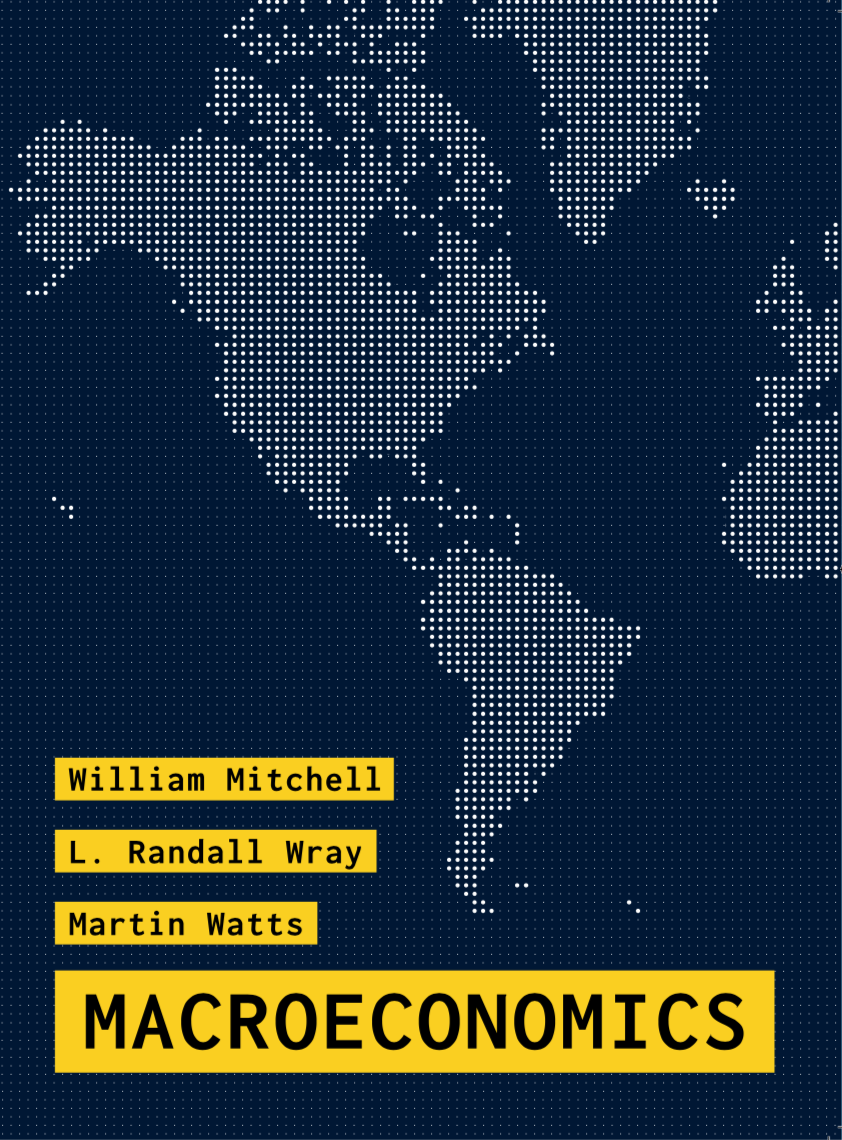 William Mitchell
L. Randall Wray
Martin Watts
MACROECONOMICS